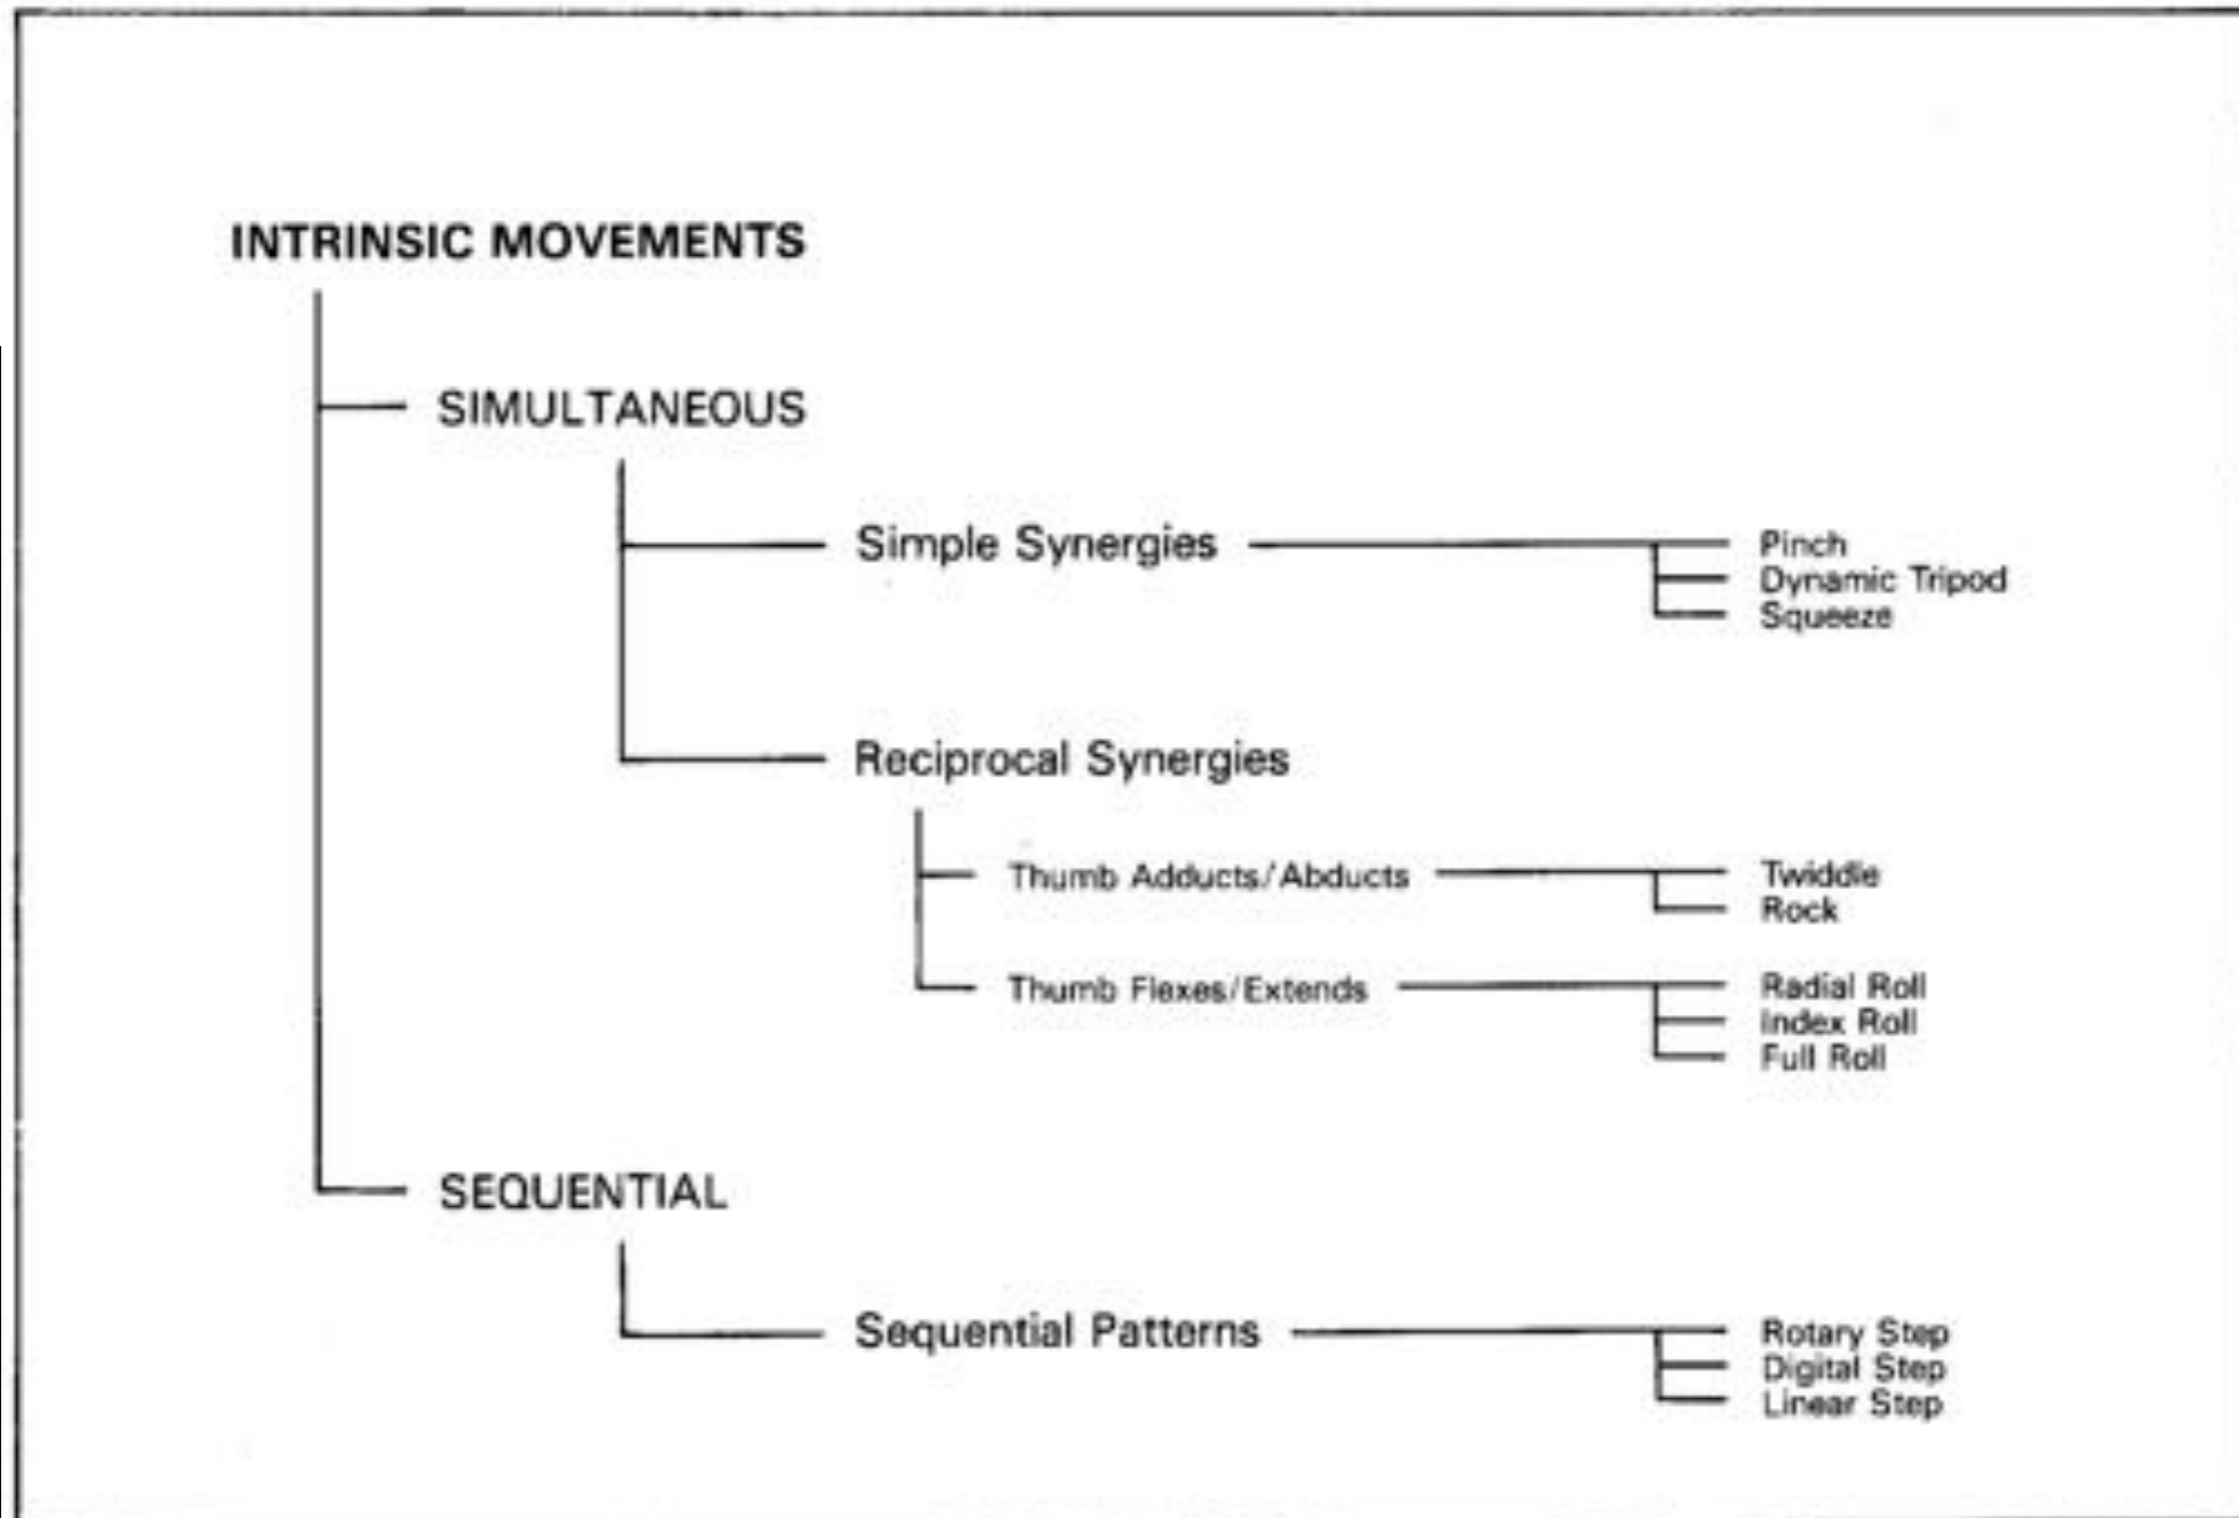 INTRINSIC MOVEMENTS
SIMULTANEOUS
Simple Synergies
Pinch
Dynamic Tripod
Squeeze
Reciprocal Synergies
Thumb Adducts/Abducts
Twiddle
Rock
Thumb Flexes/Extends
Radial Roll
Index Roll
Full Roll
SEQUENTIAL
Sequential Patterns
Rotary Step
Digital Step
Linear Step